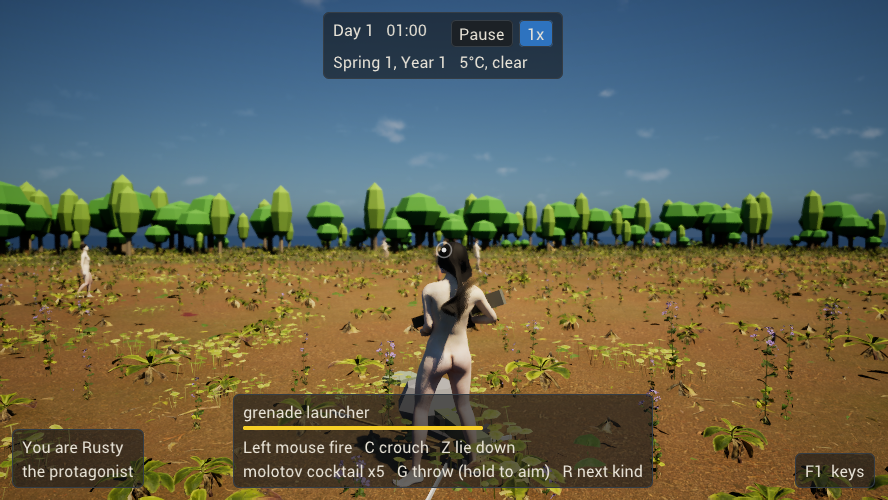 Day 1 01:00 Pause 1x
Spring 1, Year 1 5°C, clear
grenade launcher
Left mouse fire C crouch Z lie down
molotov cocktail x5 G throw (hold to aim) R next kind
You are Rusty
the protagonist
F1 keys